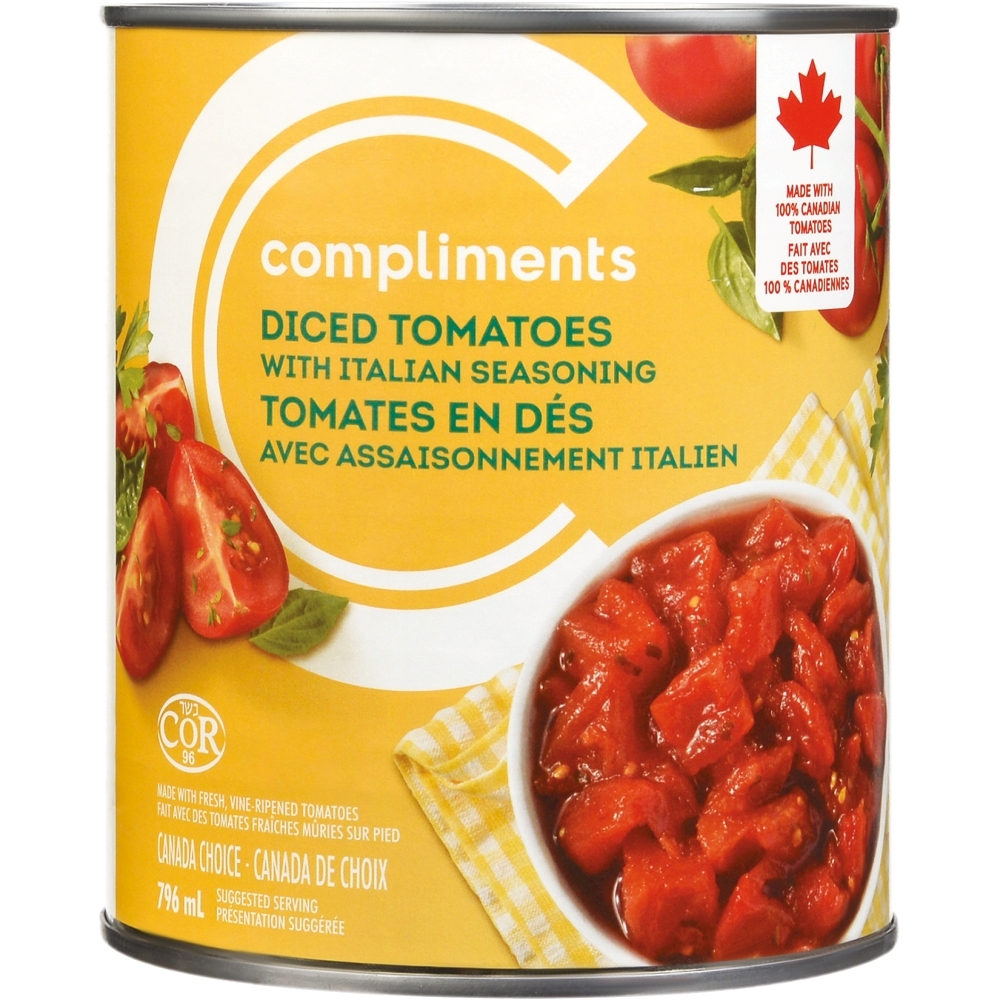 MADE WITH
100% CANADIAN
TOMATOES
FAIT AVEC
DES TOMATES
100 % CANADIENNES
compliments
DICED TOMATOES
WITH ITALIAN SEASONING
TOMATES EN DÉS
AVEC ASSAISONNEMENT ITALIEN
כשר
COR
96
MADE WITH FRESH, VINE-RIPENED TOMATOES
FAIT AVEC DES TOMATES FRAÎCHES MÛRIES SUR PIED
CANADA CHOICE · CANADA DE CHOIX
796 mL
SUGGESTED SERVING
PRÉSENTATION SUGGÉRÉE